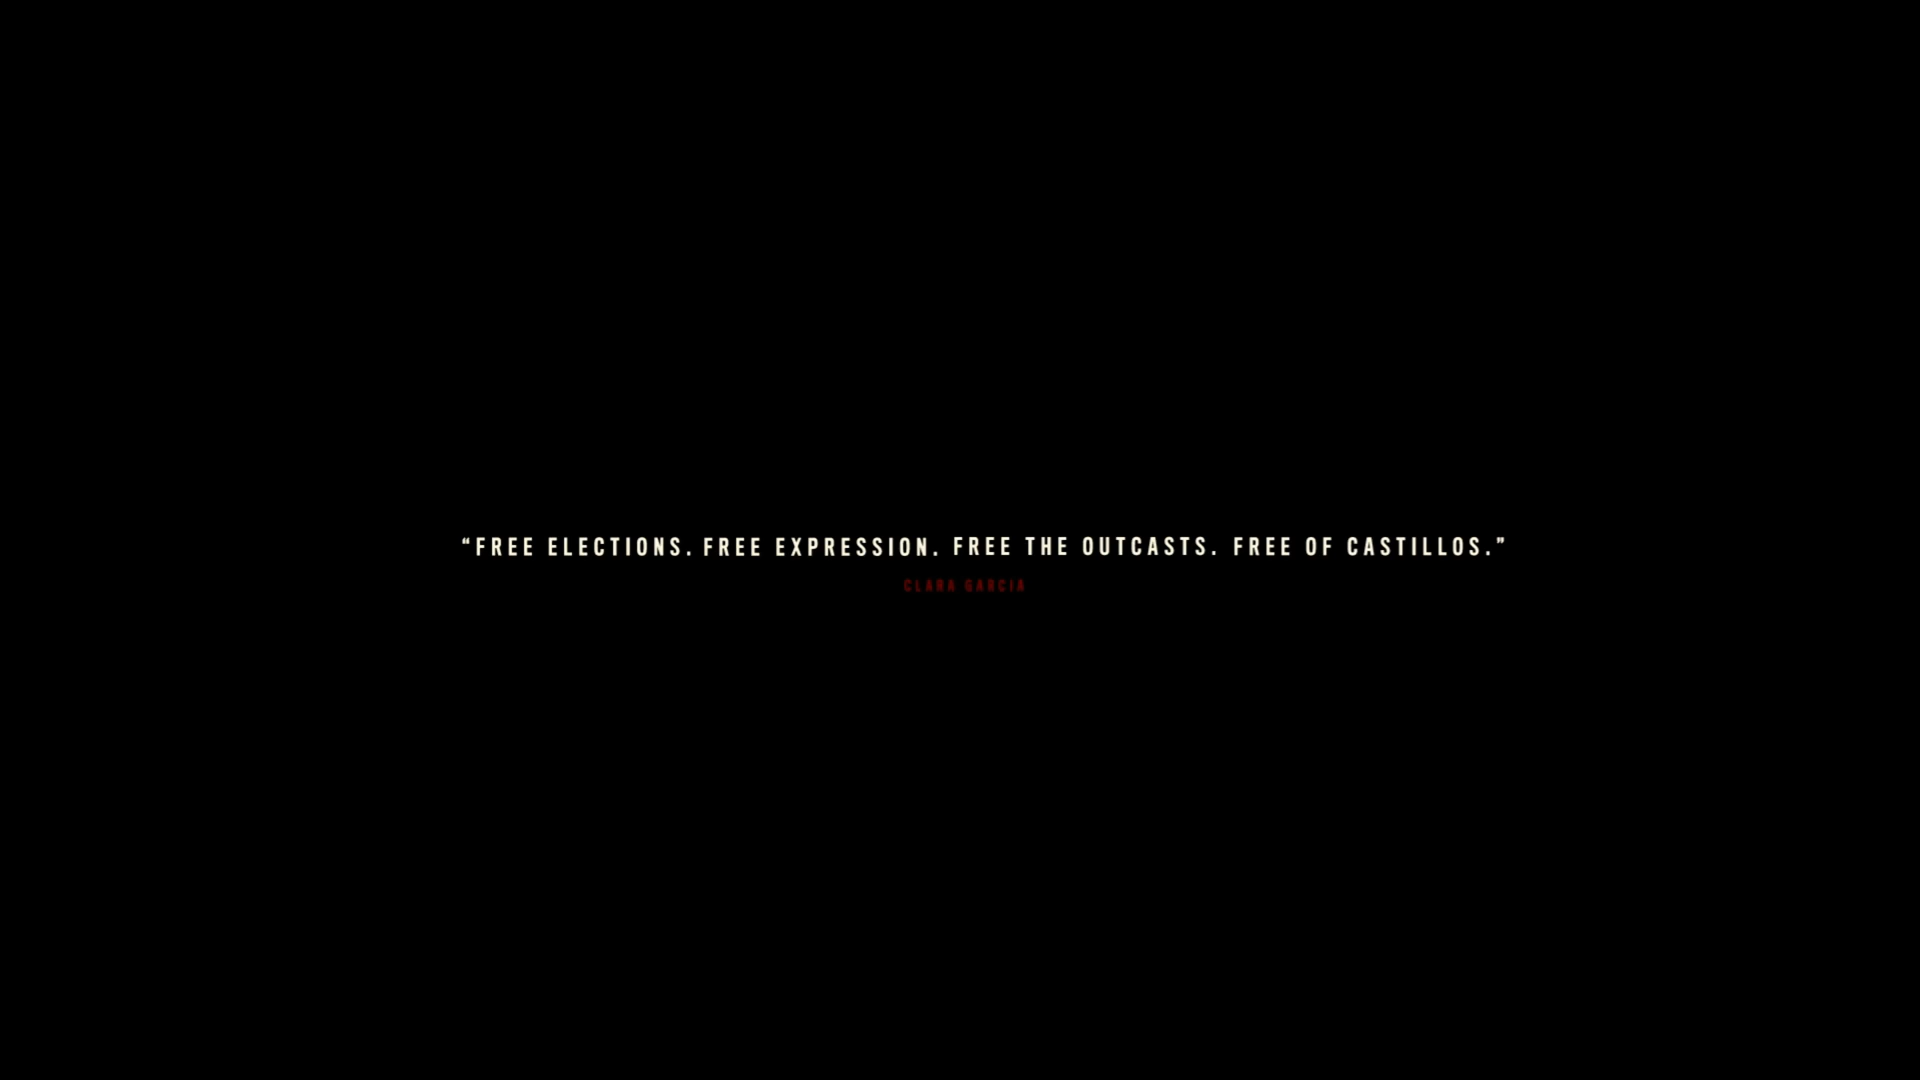 “FREE ELECTIONS. FREE EXPRESSION. FREE THE OUTCASTS. FREE OF CASTILLOS.”
CLARA GARCIA